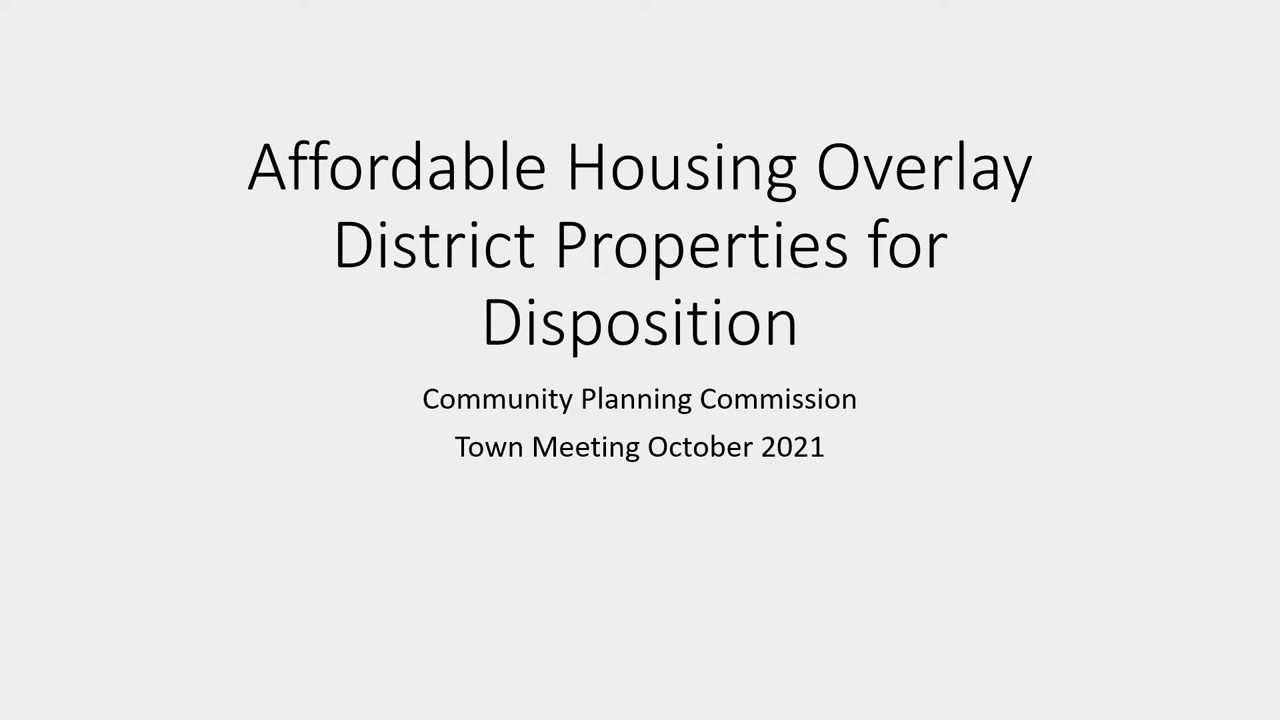 Affordable Housing Overlay
District Properties for
Disposition
Community Planning Commission
Town Meeting October 2021